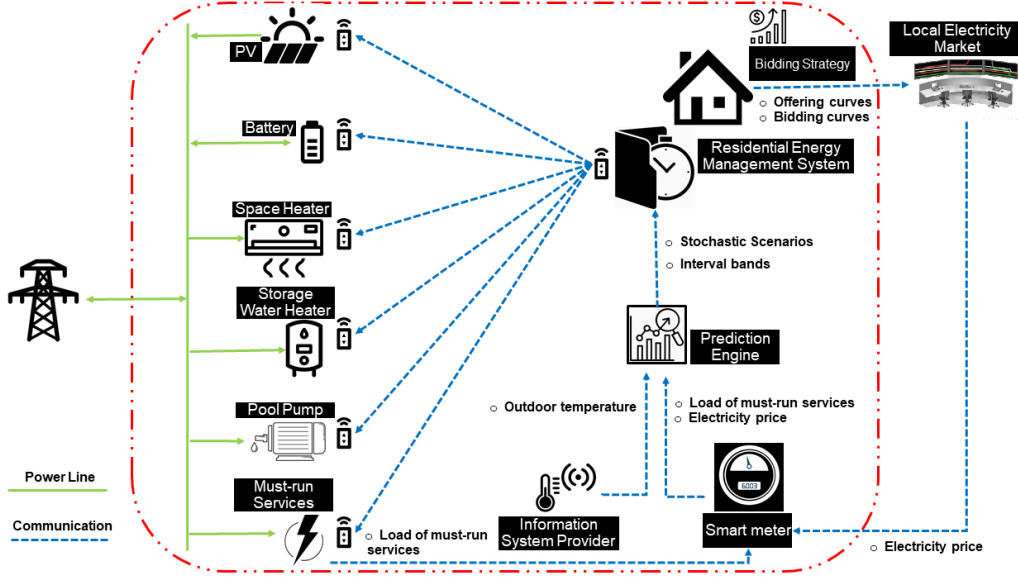 PV
Battery
Space Heater
Storage
Water Heater
Pool Pump
Must-run
Services
Power Line
Communication
Bidding Strategy
Local Electricity
Market
○ Offering curves
○ Bidding curves
Residential Energy
Management System
○ Stochastic Scenarios
○ Interval bands
Prediction
Engine
○ Outdoor temperature
○ Load of must-run services
○ Electricity price
Information
System Provider
6003
Smart meter
○ Load of must-run
services
○ Electricity price